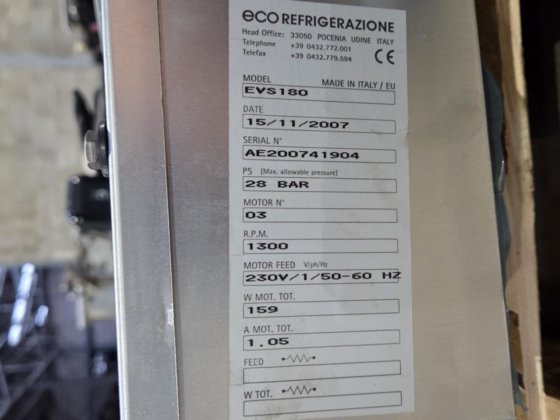 eco REFRIGERAZIONE
Head Office: 33050 POCENIA UDINE ITALY
Telephone +39 0432.772.001
Telefax +39 0432.779.594
CE
MODEL MADE IN ITALY / EU
EVS180
DATE
15/11/2007
SERIAL N°
AE200741904
PS (Max. allowable pressure)
28 BAR
MOTOR N°
03
R.P.M.
1300
MOTOR FEED V/ph/Hz
230V/1/50-60 HZ
W MOT. TOT.
159
A MOT. TOT.
1.05
FEED
W TOT.